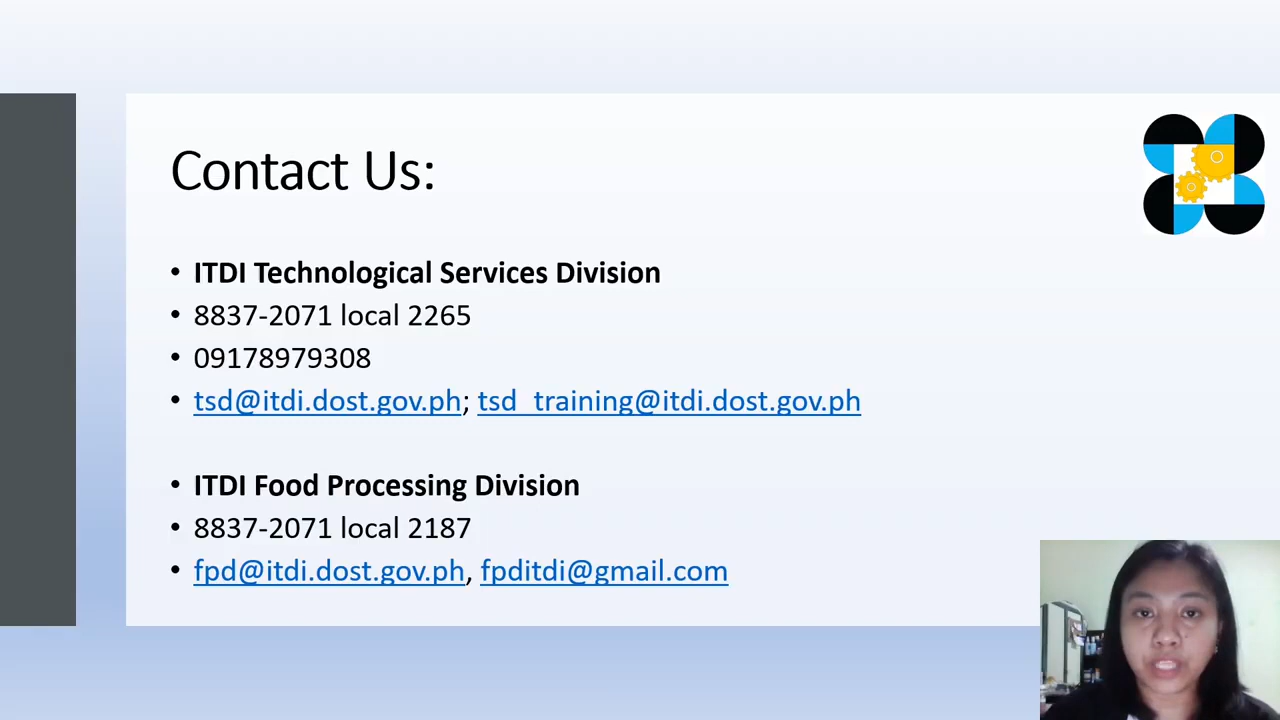 Contact Us:
• ITDI Technological Services Division
• 8837-2071 local 2265
• 09178979308
• tsd@itdi.dost.gov.ph; tsd_training@itdi.dost.gov.ph
• ITDI Food Processing Division
• 8837-2071 local 2187
• fpd@itdi.dost.gov.ph, fpditdi@gmail.com